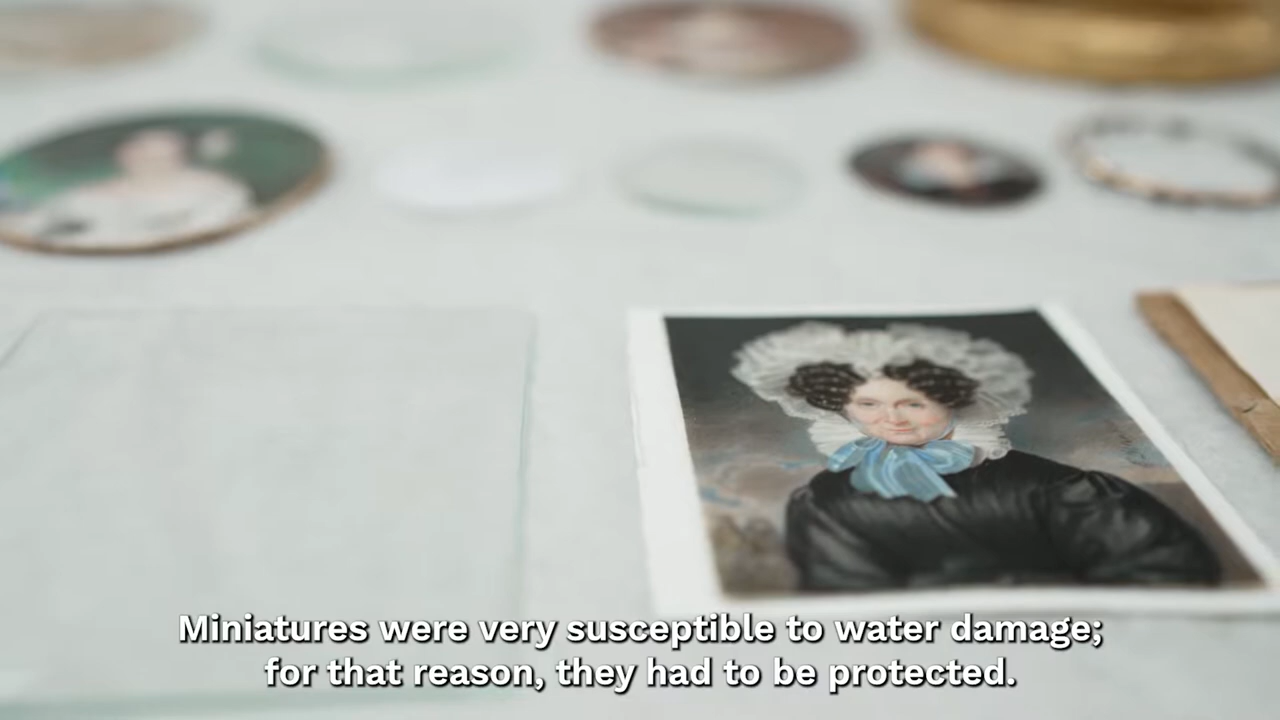 Miniatures were very susceptible to water damage;
for that reason, they had to be protected.